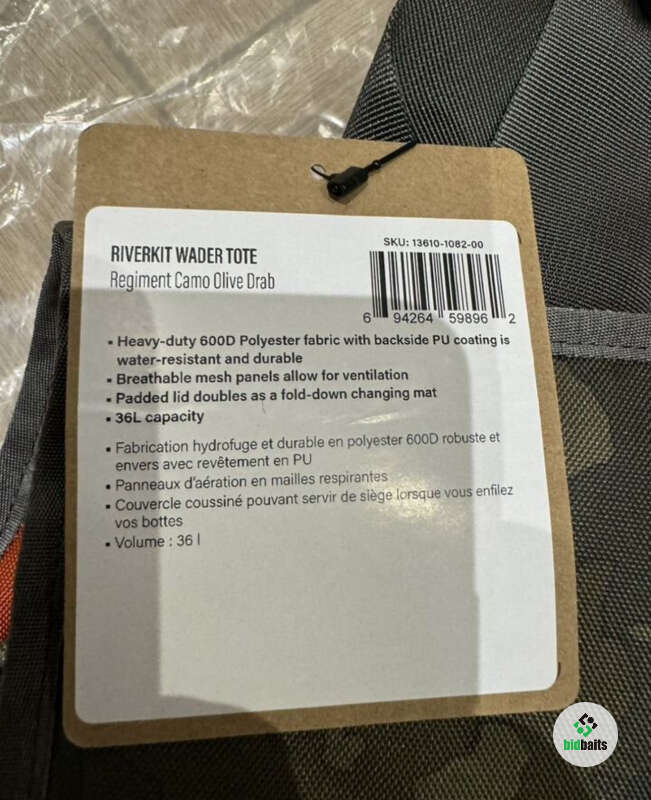 RIVERKIT WADER TOTE
Regiment Camo Olive Drab
SKU: 13610-1082-00
6 94264 59896 2
▪ Heavy-duty 600D Polyester fabric with backside PU coating is
water-resistant and durable
▪ Breathable mesh panels allow for ventilation
▪ Padded lid doubles as a fold-down changing mat
▪ 36L capacity
▪ Fabrication hydrofuge et durable en polyester 600D robuste et
envers avec revêtement en PU
▪ Panneaux d'aération en mailles respirantes
▪ Couvercle coussiné pouvant servir de siège lorsque vous enfilez
vos bottes
▪ Volume : 36 l
bidbaits